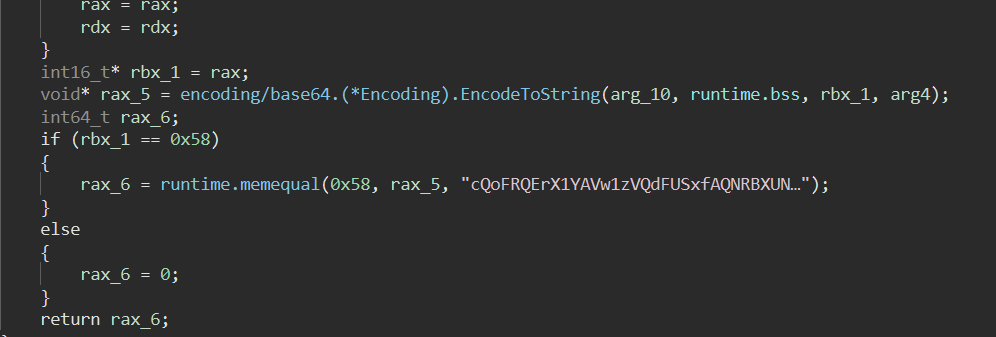 rax = rax;
rdx = rdx;
}
int16_t* rbx_1 = rax;
void* rax_5 = encoding/base64.(*Encoding).EncodeToString(arg_10, runtime.bss, rbx_1, arg4);
int64_t rax_6;
if (rbx_1 == 0x58)
{
rax_6 = runtime.memequal(0x58, rax_5, "cQoFRQErX1YAVw1zVQdFUSxfAQNRBXUN…");
}
else
{
rax_6 = 0;
}
return rax_6;